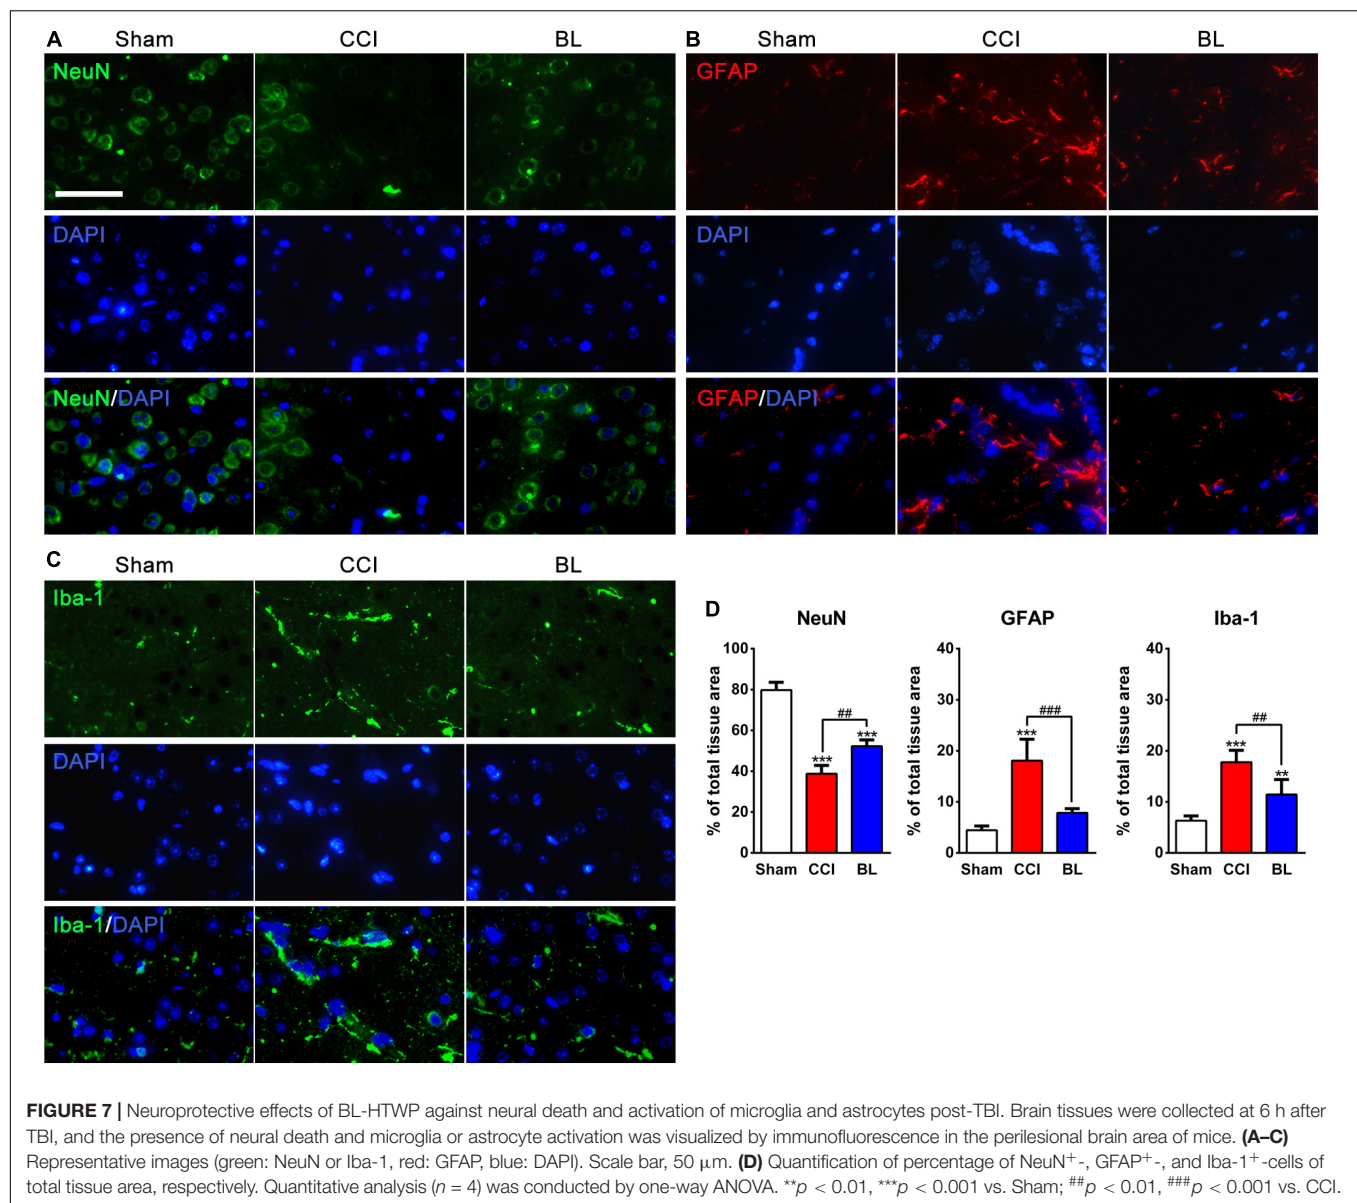 A Sham CCI BL
NeuN
DAPI
NeuN/DAPI
B Sham CCI BL
GFAP
DAPI
GFAP/DAPI
C Sham CCI BL
Iba-1
DAPI
Iba-1/DAPI
D
NeuN
% of total tissue area
100
80
60
40
20
0
***
##
***
Sham CCI BL
GFAP
% of total tissue area
40
30
20
10
0
***
###
Sham CCI BL
Iba-1
% of total tissue area
40
30
20
10
0
***
##
**
Sham CCI BL
FIGURE 7 | Neuroprotective effects of BL-HTWP against neural death and activation of microglia and astrocytes post-TBI. Brain tissues were collected at 6 h after
TBI, and the presence of neural death and microglia or astrocyte activation was visualized by immunofluorescence in the perilesional brain area of mice. (A–C)
Representative images (green: NeuN or Iba-1, red: GFAP, blue: DAPI). Scale bar, 50 μm. (D) Quantification of percentage of NeuN⁺-, GFAP⁺-, and Iba-1⁺-cells of
total tissue area, respectively. Quantitative analysis (n = 4) was conducted by one-way ANOVA. **p < 0.01, ***p < 0.001 vs. Sham; ##p < 0.01, ###p < 0.001 vs. CCI.